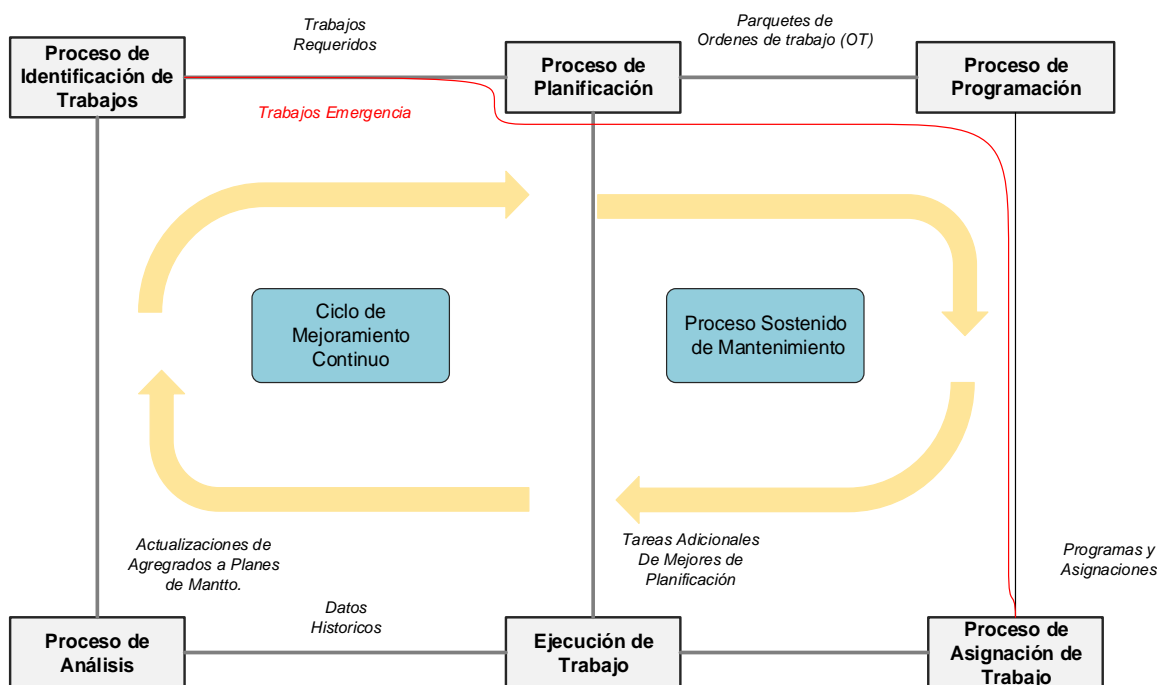 Trabajos
Requeridos
Parquetes de
Ordenes de trabajo (OT)
Proceso de
Identificación de
Trabajos
Proceso de
Planificación
Proceso de
Programación
Trabajos Emergencia
Ciclo de
Mejoramiento
Continuo
Proceso Sostenido
de Mantenimiento
Actualizaciones de
Agregrados a Planes
de Mantto.
Tareas Adicionales
De Mejores de
Planificación
Programas y
Asignaciones
Datos
Historicos
Proceso de
Análisis
Ejecución de
Trabajo
Proceso de
Asignación de
Trabajo